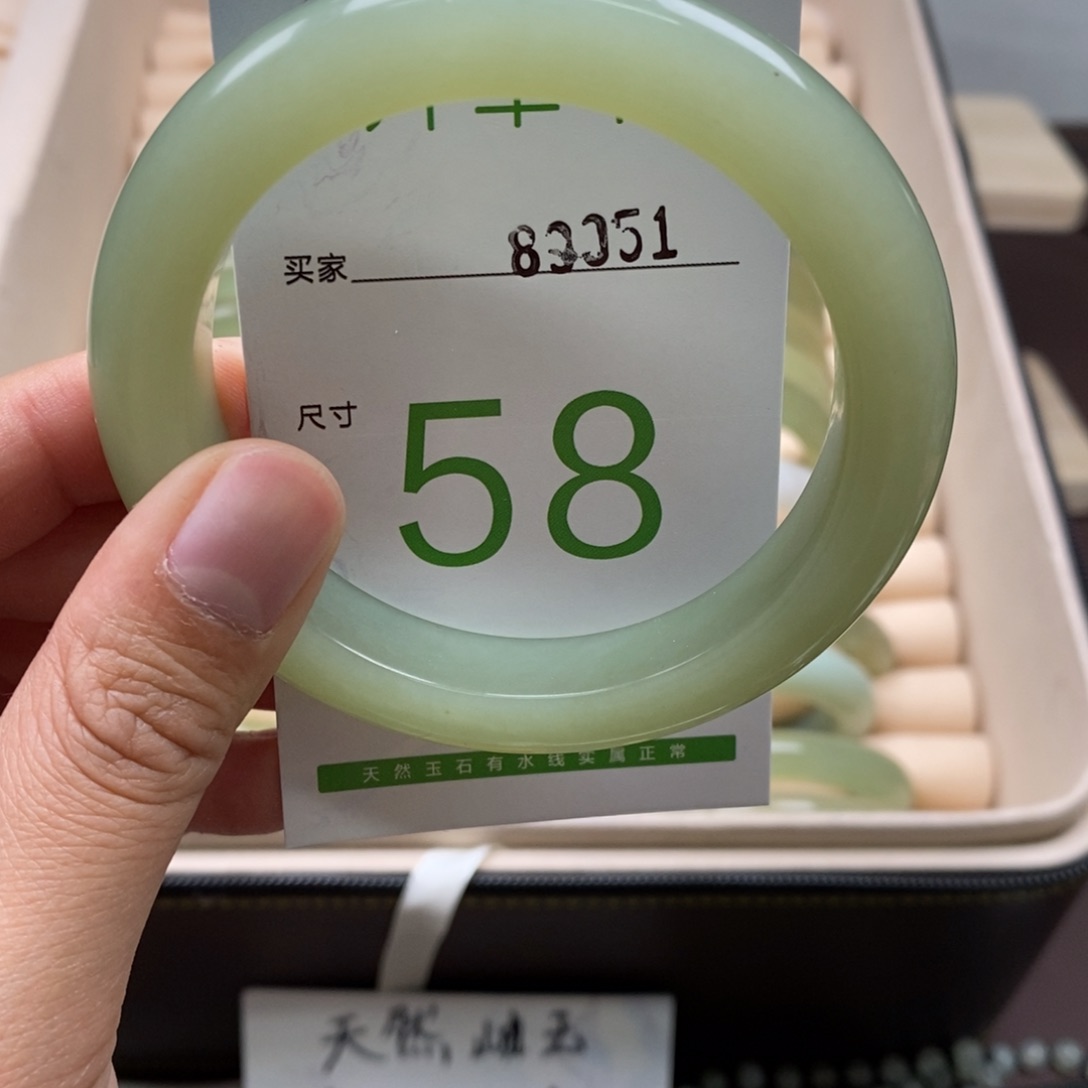 买家 83051
尺寸 58
天然玉石有水线实属正常
天然岫玉